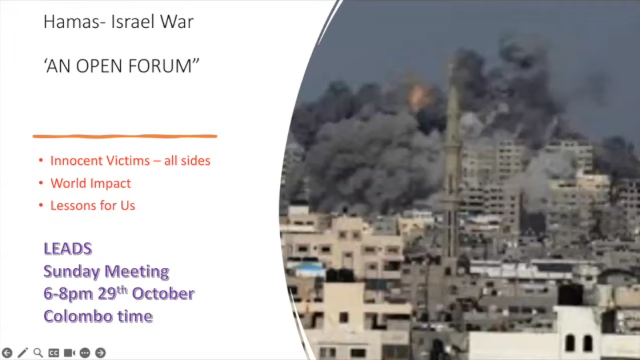 Hamas- Israel War
‘AN OPEN FORUM”
• Innocent Victims – all sides
• World Impact
• Lessons for Us
LEADS
Sunday Meeting
6-8pm 29th October
Colombo time